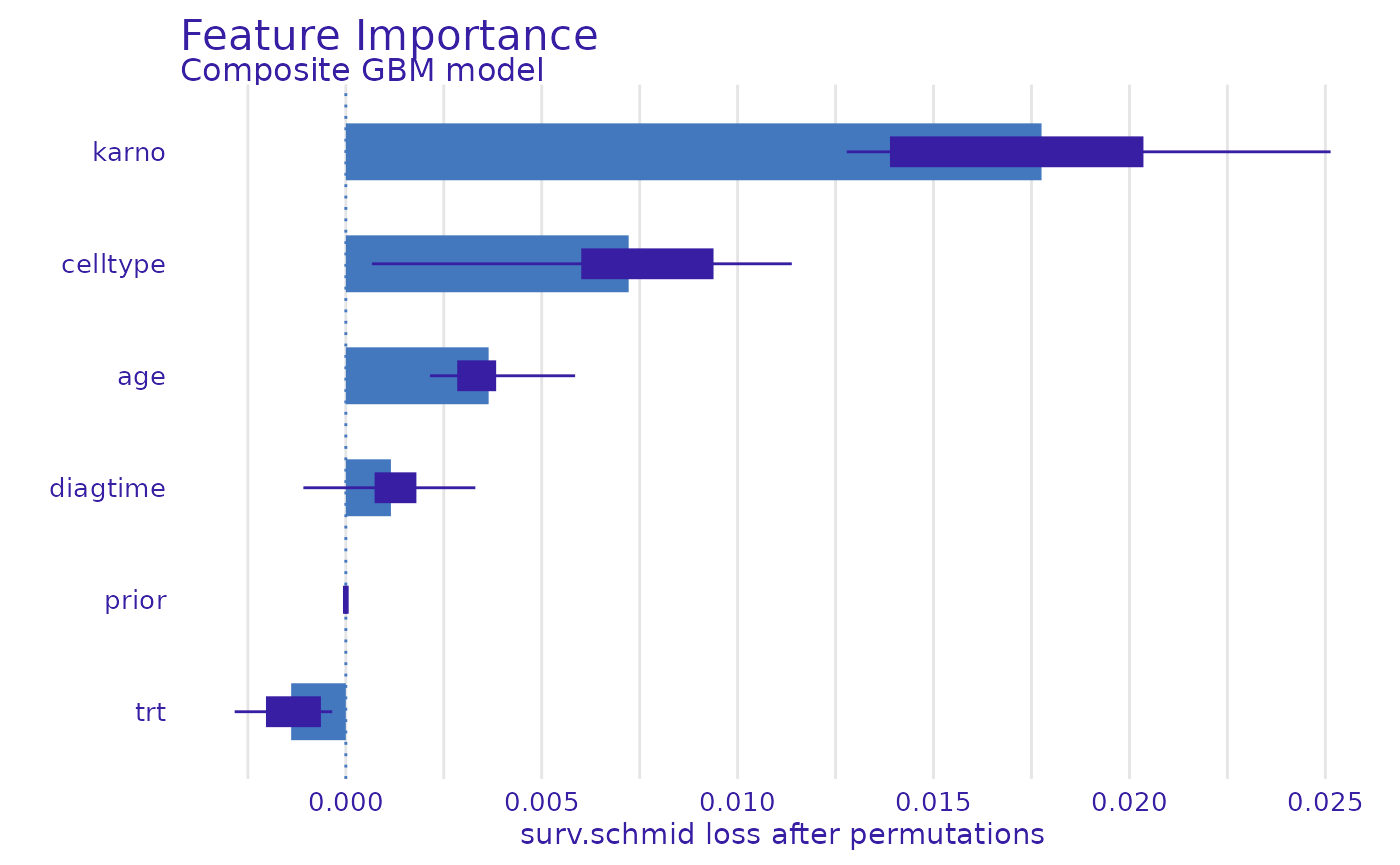 Feature Importance
Composite GBM model
karno
celltype
age
diagtime
prior
trt
0.000 0.005 0.010 0.015 0.020 0.025
surv.schmid loss after permutations